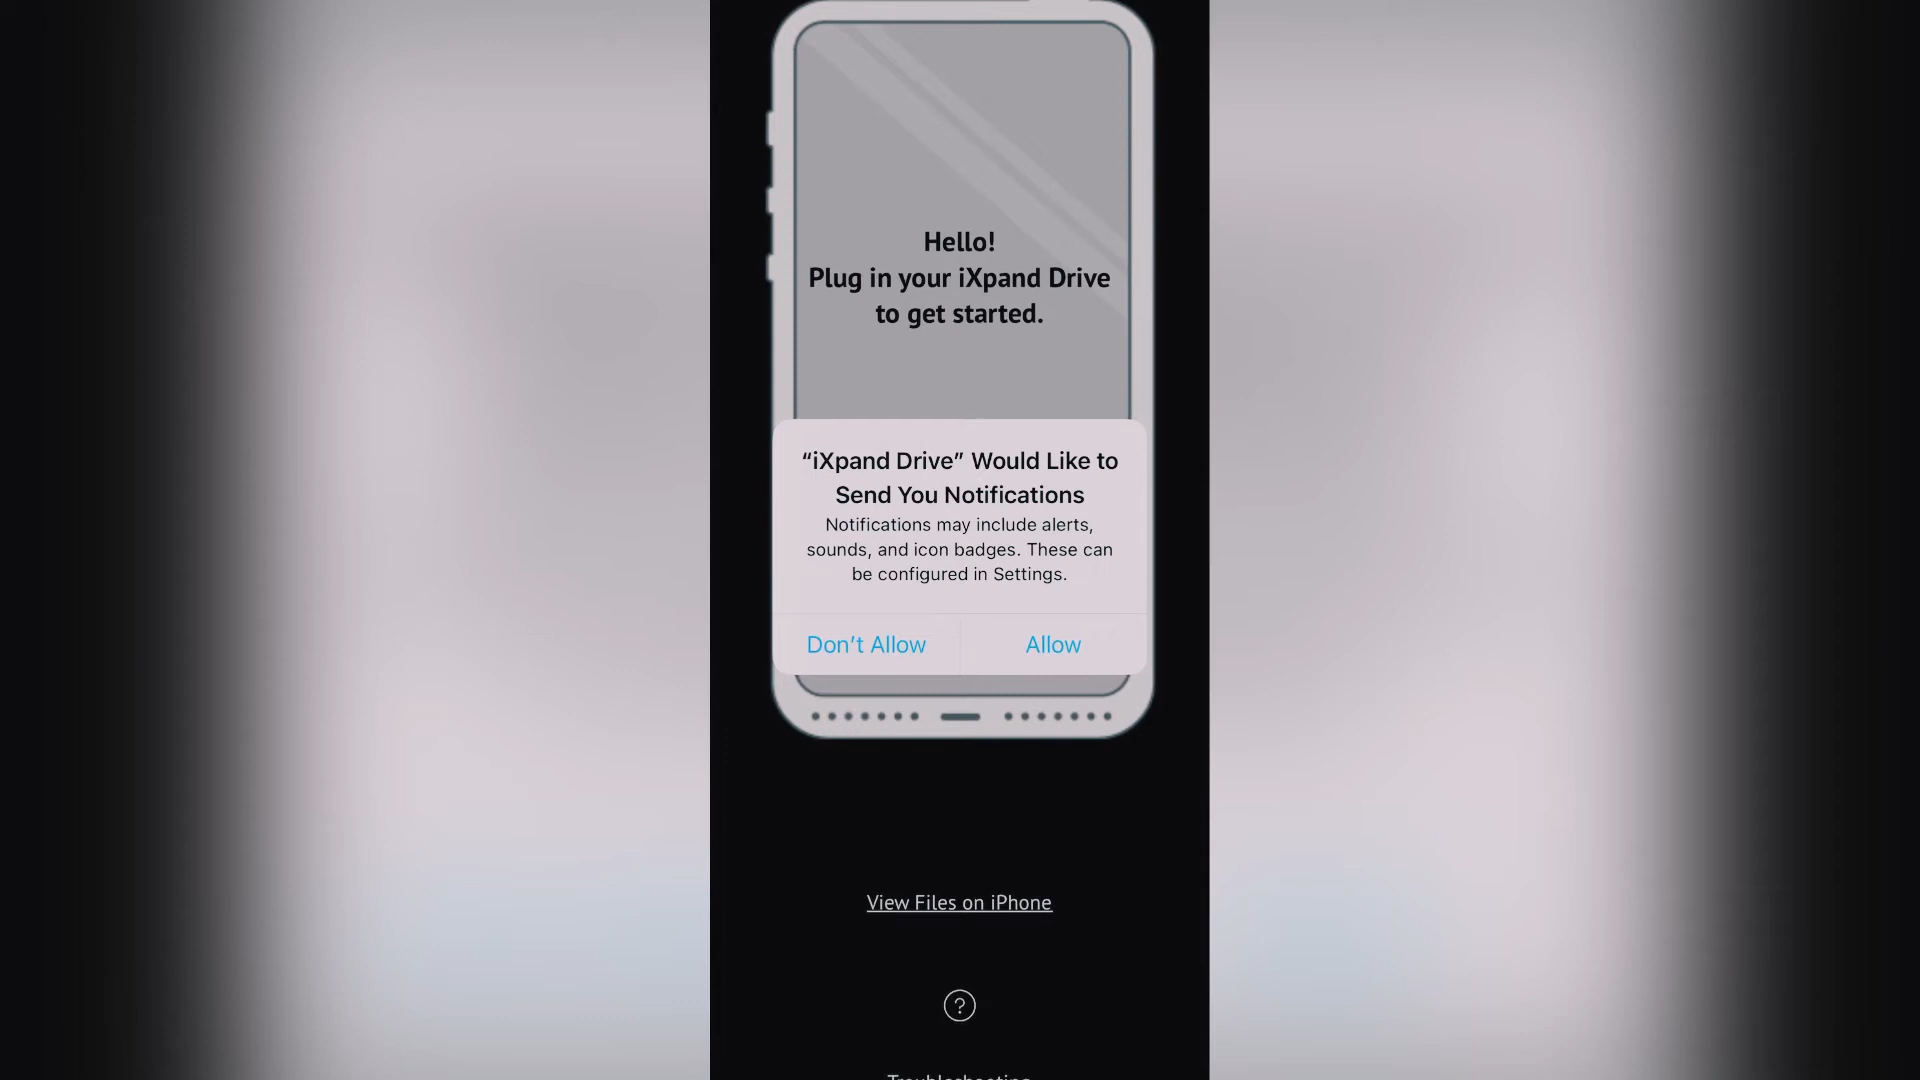 Hello!
Plug in your iXpand Drive
to get started.
“iXpand Drive” Would Like to
Send You Notifications
Notifications may include alerts,
sounds, and icon badges. These can
be configured in Settings.
Don’t Allow
Allow
View Files on iPhone
?
Troubleshooting